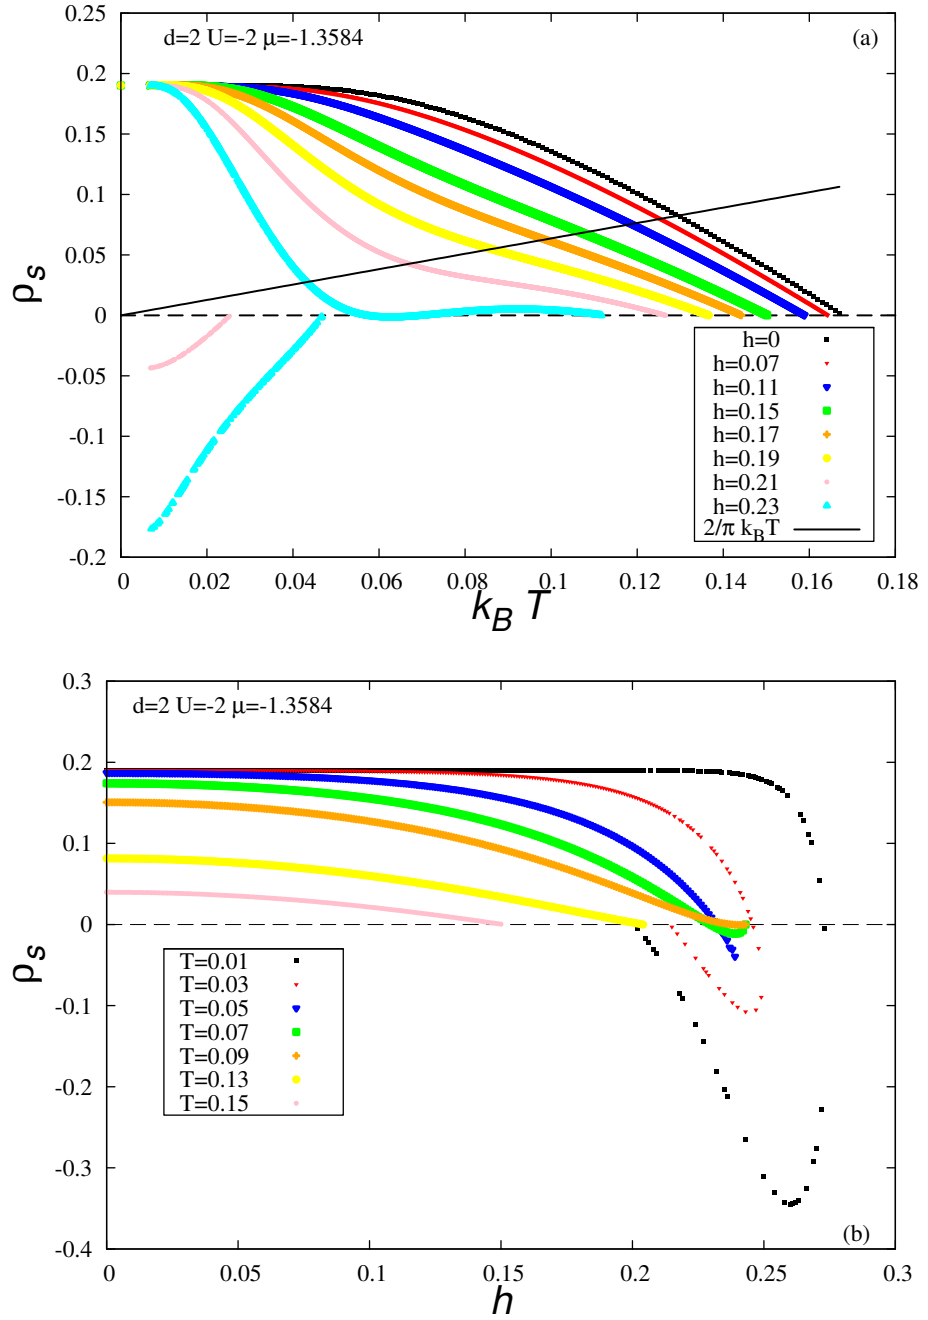 d=2 U=-2 μ=-1.3584
(a)
0.25
0.2
0.15
0.1
0.05
0
-0.05
-0.1
-0.15
-0.2
ρs
h=0
h=0.07
h=0.11
h=0.15
h=0.17
h=0.19
h=0.21
h=0.23
2/π kBT
0 0.02 0.04 0.06 0.08 0.1 0.12 0.14 0.16 0.18
kB T
d=2 U=-2 μ=-1.3584
0.3
0.2
0.1
0
-0.1
-0.2
-0.3
-0.4
ρs
T=0.01
T=0.03
T=0.05
T=0.07
T=0.09
T=0.13
T=0.15
(b)
0 0.05 0.1 0.15 0.2 0.25 0.3
h